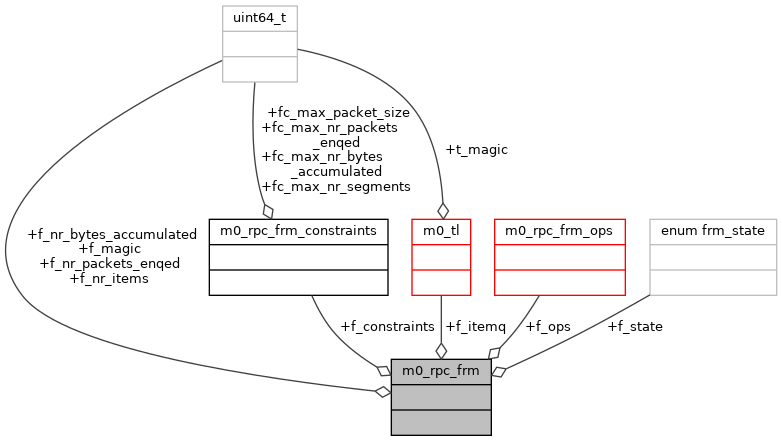 uint64_t
+fc_max_packet_size
+fc_max_nr_packets
_enqed
+fc_max_nr_bytes
_accumulated
+fc_max_nr_segments
+t_magic
+f_nr_bytes_accumulated
+f_magic
+f_nr_packets_enqed
+f_nr_items
m0_rpc_frm_constraints
m0_tl
m0_rpc_frm_ops
enum frm_state
+f_constraints
+f_itemq
+f_ops
+f_state
m0_rpc_frm